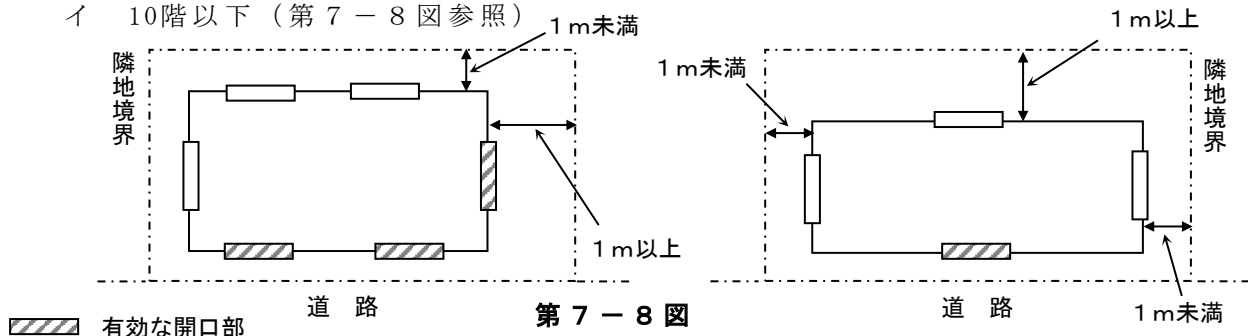 イ 10階以下（第７－８図参照）
１ｍ未満
隣地境界
１ｍ以上
道路
１ｍ以上
１ｍ未満
隣地境界
道路
１ｍ未満
第７－８図
有効な開口部